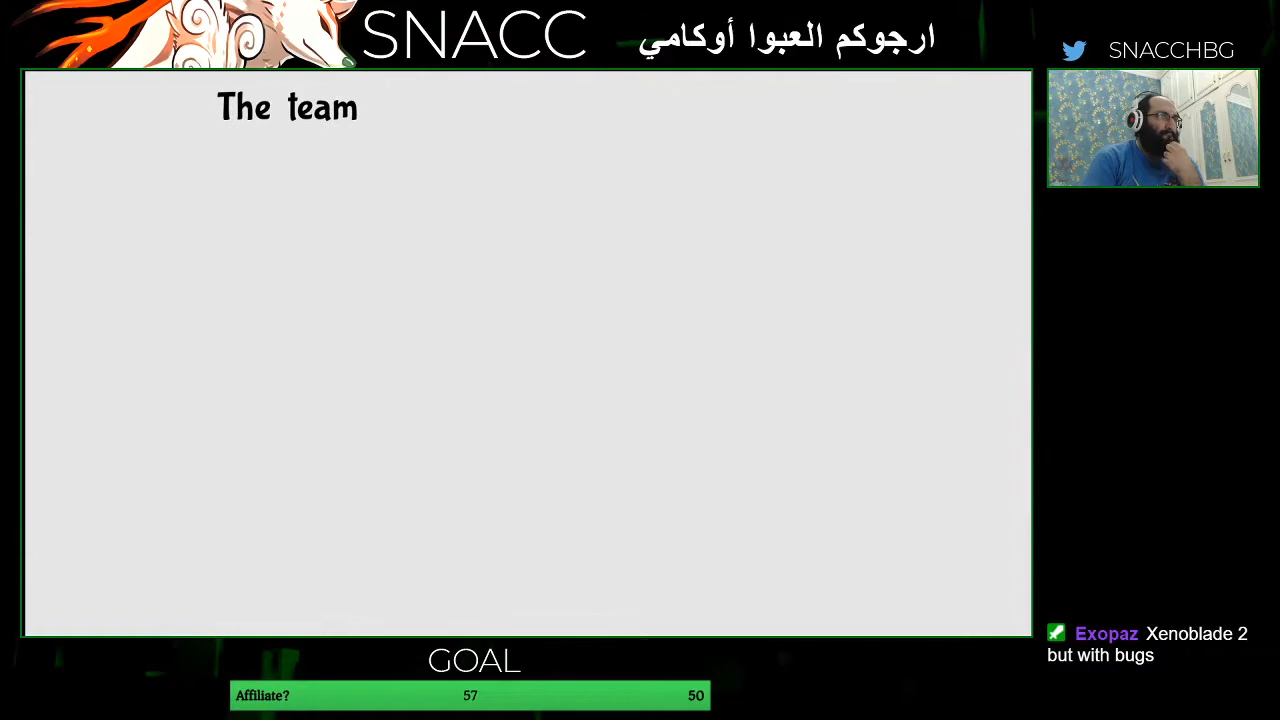 SNACC
ارجوكم العبوا أوكامي
SNACCHBG
The team
Exopaz Xenoblade 2
but with bugs
GOAL
Affiliate? 57 50